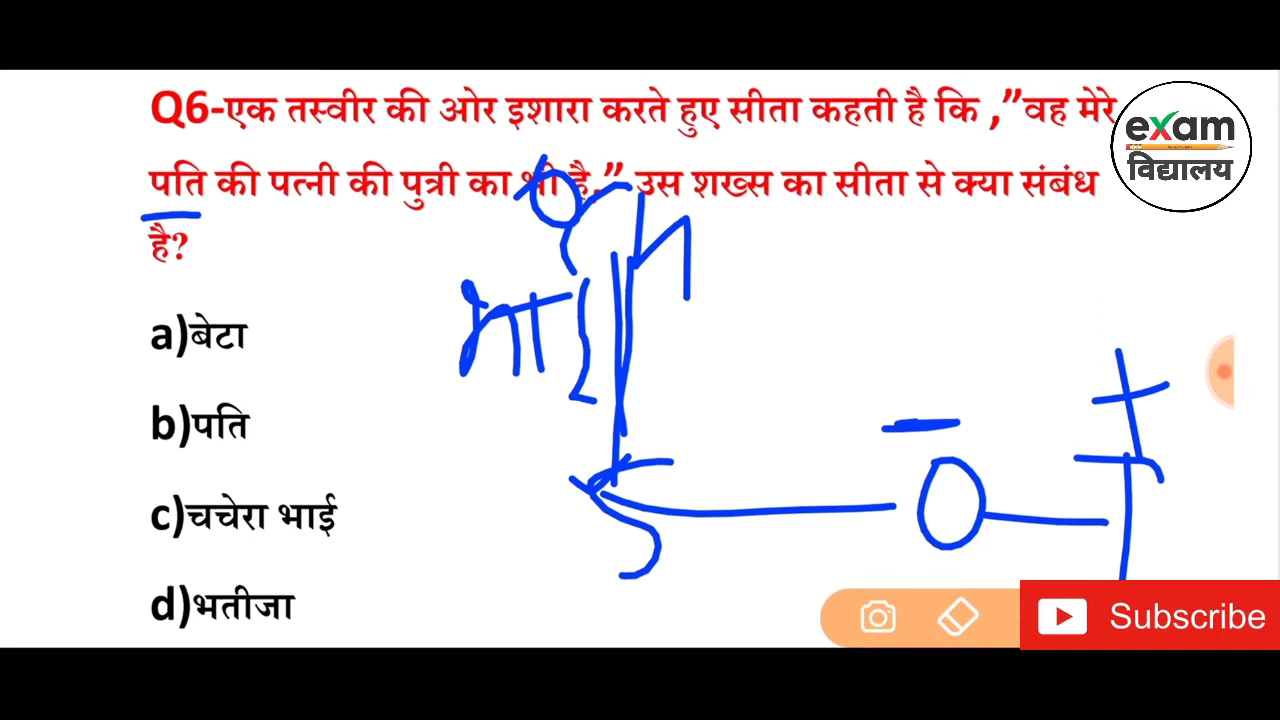 Q6-एक तस्वीर की ओर इशारा करते हुए सीता कहती है कि ,”वह मेरे
पति की पत्नी की पुत्री का भी है.” उस शख्स का सीता से क्या संबंध
है?
a)बेटा
b)पति
c)चचेरा भाई
d)भतीजा
exam
विद्यालय
Subscribe